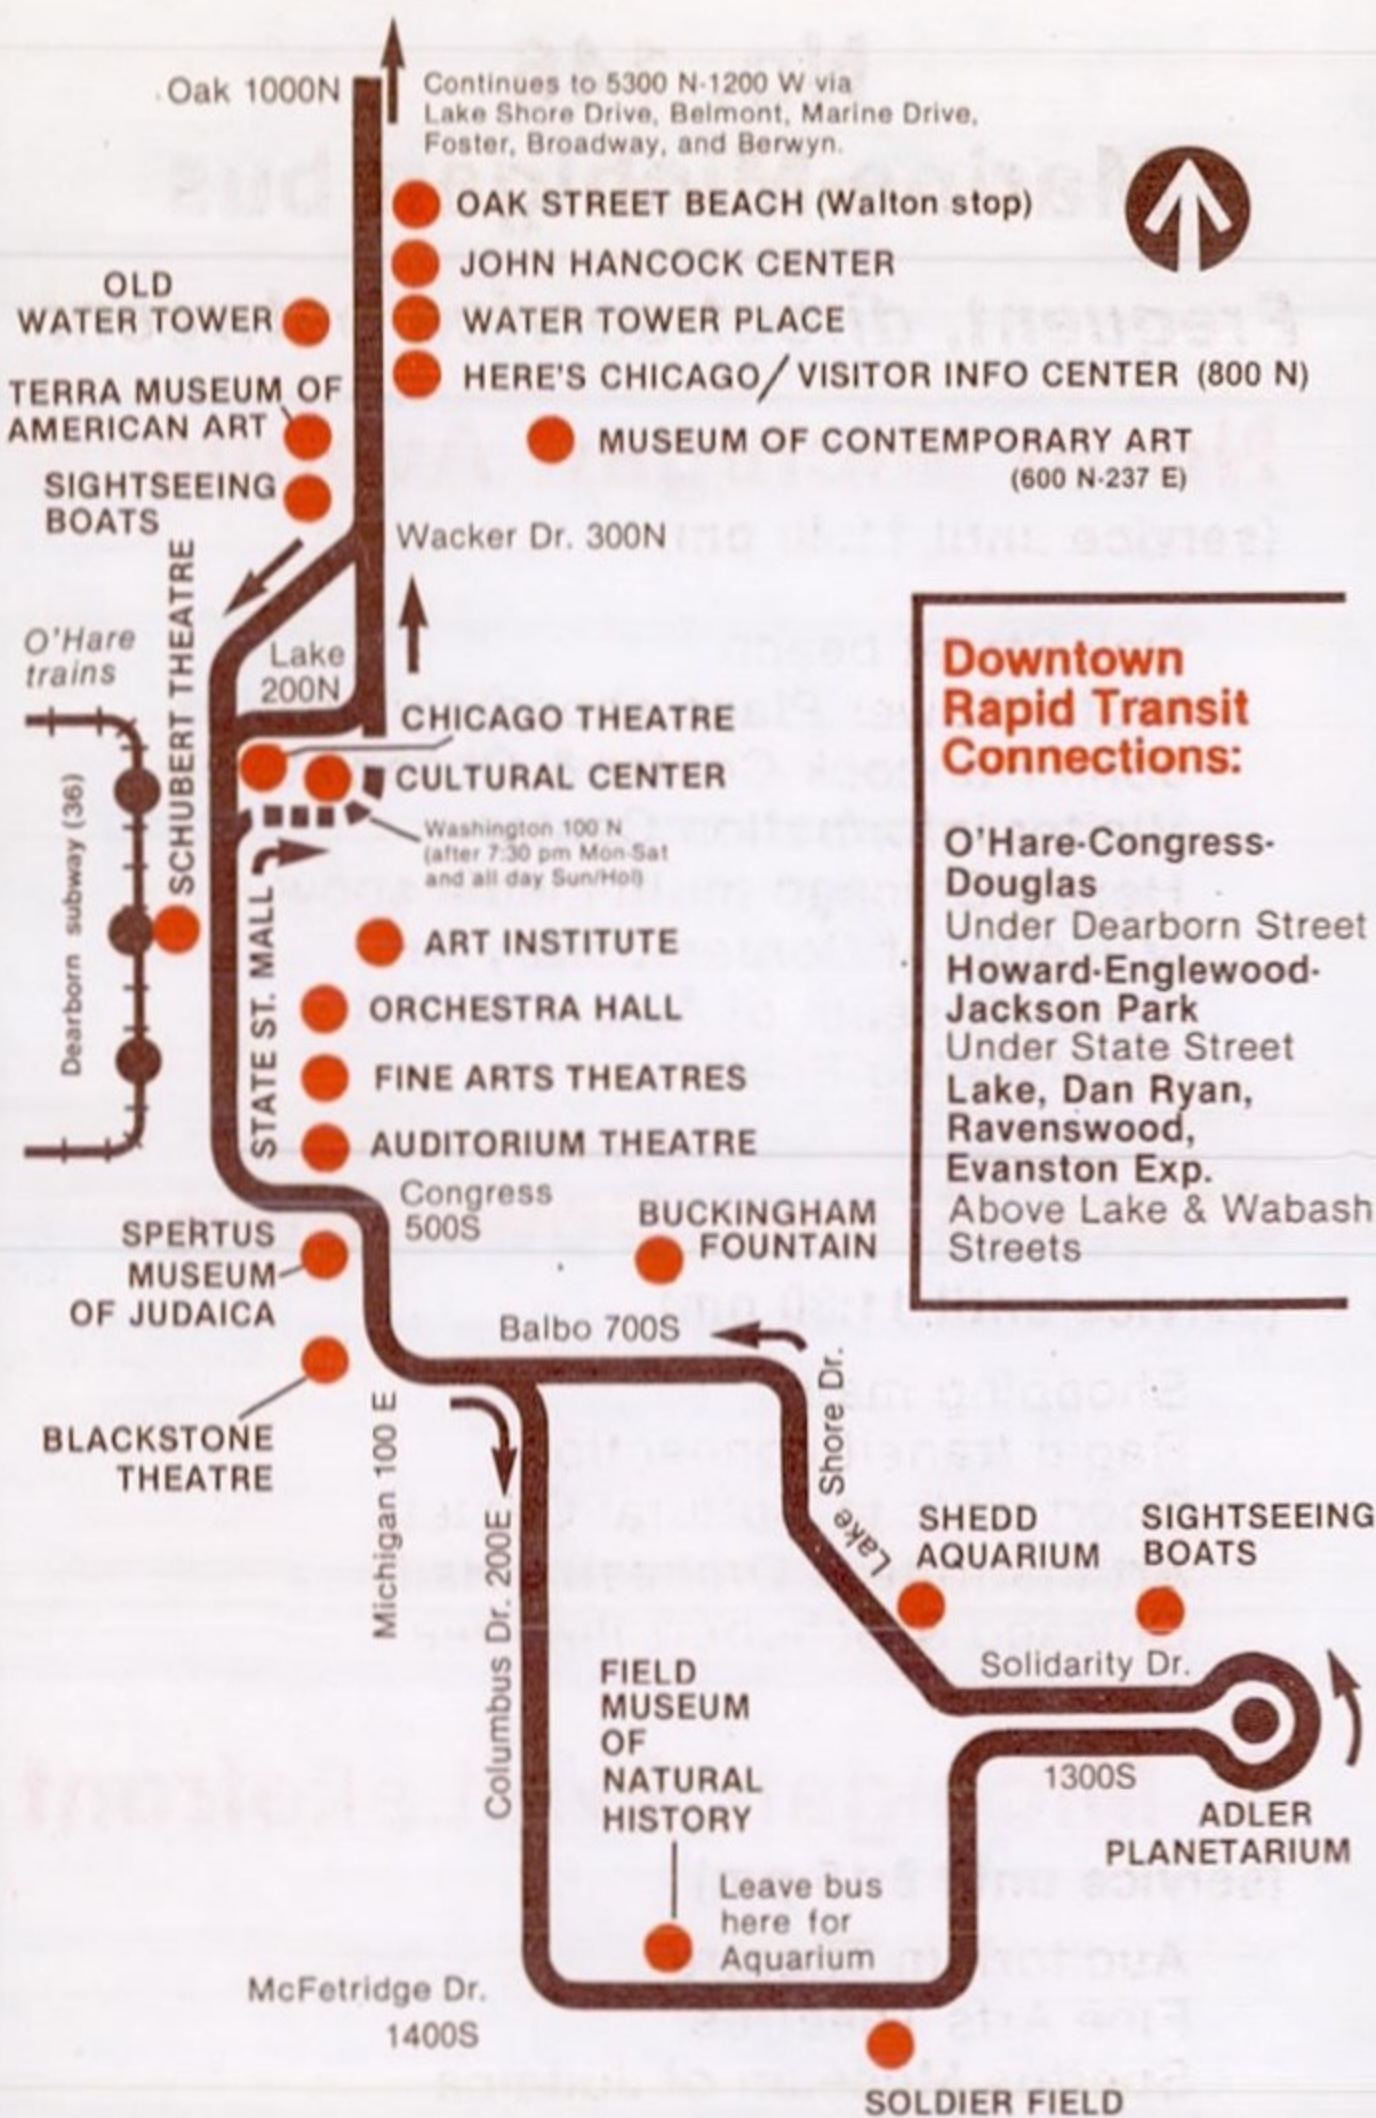 Oak 1000N
Continues to 5300 N-1200 W via
Lake Shore Drive, Belmont, Marine Drive,
Foster, Broadway, and Berwyn.
OAK STREET BEACH (Walton stop)
JOHN HANCOCK CENTER
OLD
WATER TOWER
WATER TOWER PLACE
HERE'S CHICAGO/VISITOR INFO CENTER (800 N)
TERRA MUSEUM OF
AMERICAN ART
MUSEUM OF CONTEMPORARY ART
(600 N-237 E)
SIGHTSEEING
BOATS
Wacker Dr. 300N
SCHUBERT THEATRE
O'Hare
trains
Lake
200N
CHICAGO THEATRE
CULTURAL CENTER
Washington 100 N
(after 7:30 pm Mon-Sat
and all day Sun/Hol)
Dearborn subway (36)
STATE ST. MALL
ART INSTITUTE
ORCHESTRA HALL
FINE ARTS THEATRES
AUDITORIUM THEATRE
Downtown
Rapid Transit
Connections:
O'Hare-Congress-
Douglas
Under Dearborn Street
Howard-Englewood-
Jackson Park
Under State Street
Lake, Dan Ryan,
Ravenswood,
Evanston Exp.
Above Lake & Wabash
Streets
Congress
500S
SPERTUS
MUSEUM
OF JUDAICA
BUCKINGHAM
FOUNTAIN
Balbo 700S
BLACKSTONE
THEATRE
Michigan 100 E
Columbus Dr. 200E
Lake Shore Dr.
SHEDD
AQUARIUM
SIGHTSEEING
BOATS
Solidarity Dr.
1300S
ADLER
PLANETARIUM
FIELD
MUSEUM
OF
NATURAL
HISTORY
Leave bus
here for
Aquarium
McFetridge Dr.
1400S
SOLDIER FIELD